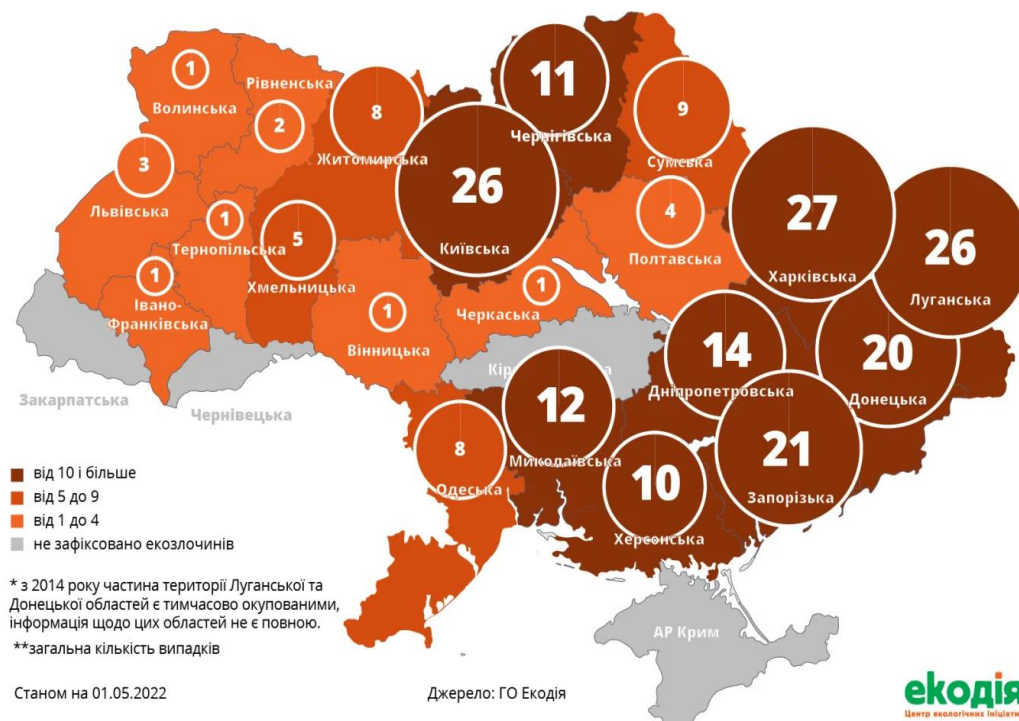 1
Волинська
Рівненська
2
8
Житомирська
11
Чернігівська
9
Сумська
3
Львівська
1
Тернопільська
5
Хмельницька
26
Київська
4
Полтавська
27
Харківська
26
Луганська
1
Івано-
Франківська
1
Вінницька
1
Черкаська
14
Дніпропетровська
20
Донецька
Закарпатська
Чернівецька
12
Миколаївська
8
Одеська
10
Херсонська
21
Запорізька
АР Крим
від 10 і більше
від 5 до 9
від 1 до 4
не зафіксовано екозлочинів
* з 2014 року частина території Луганської та
Донецької областей є тимчасово окупованими,
інформація щодо цих областей не є повною.
**загальна кількість випадків
Станом на 01.05.2022
Джерело: ГО Екодія
екодія
Центр екологічних ініціатив